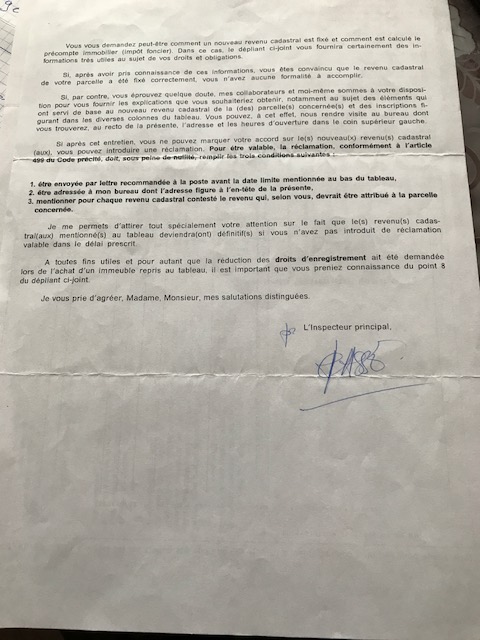 Vous vous demandez peut-être comment un nouveau revenu cadastral est fixé et comment est calculé le
précompte immobilier (impôt foncier). Dans ce cas, le dépliant ci-joint vous fournira certainement des in-
formations très utiles au sujet de vos droits et obligations.
Si, après avoir pris connaissance de ces informations, vous êtes convaincu que le revenu cadastral
de votre parcelle a été fixé correctement, vous n'avez aucune formalité à accomplir.
Si, par contre, vous éprouvez quelque doute, mes collaborateurs et moi-même sommes à votre disposi-
tion pour vous fournir les explications que vous souhaiteriez obtenir, notamment au sujet des éléments qui
ont servi de base au nouveau revenu cadastral de la (des) parcelle(s) concernée(s) et des inscriptions fi-
gurant dans les diverses colonnes du tableau. Vous pouvez, à cet effet, nous rendre visite au bureau dont
vous trouverez, au recto de la présente, l'adresse et les heures d'ouverture dans le coin supérieur gauche.
Si après cet entretien, vous ne pouvez marquer votre accord sur le(s) nouveau(x) revenu(s) cadastral
(aux), vous pouvez introduire une réclamation. Pour être valable, la réclamation, conformément à l'article
499 du Code précité, doit, sous peine de nullité, remplir les trois conditions suivantes :
1. être envoyée par lettre recommandée à la poste avant la date limite mentionnée au bas du tableau,
2. être adressée à mon bureau dont l'adresse figure à l'en-tête de la présente,
3. mentionner pour chaque revenu cadastral contesté le revenu qui, selon vous, devrait être attribué à la parcelle
concernée.
Je me permets d'attirer tout spécialement votre attention sur le fait que le(s) revenu(s) cadas-
tral(aux) mentionné(s) au tableau deviendra(ont) définitif(s) si vous n'avez pas introduit de réclamation
valable dans le délai prescrit.
A toutes fins utiles et pour autant que la réduction des droits d'enregistrement ait été demandée
lors de l'achat d'un immeuble repris au tableau, il est important que vous preniez connaissance du point 8
du dépliant ci-joint.
Je vous prie d'agréer, Madame, Monsieur, mes salutations distinguées.
L'Inspecteur principal,